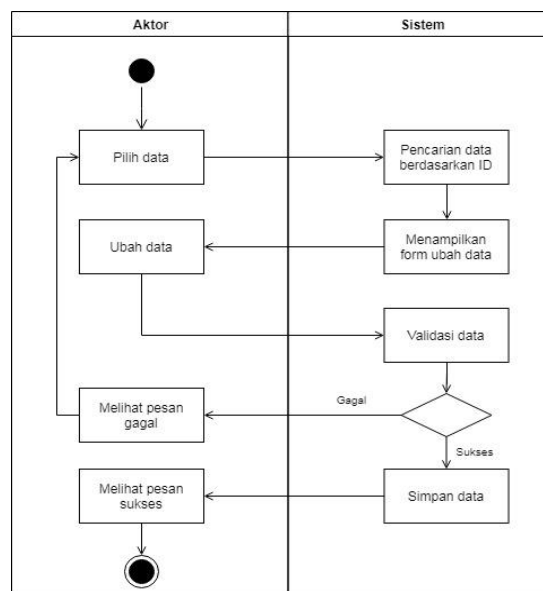 Aktor
Sistem
Pilih data
Pencarian data
berdasarkan ID
Ubah data
Menampilkan
form ubah data
Validasi data
Gagal
Melihat pesan
gagal
Sukses
Melihat pesan
sukses
Simpan data